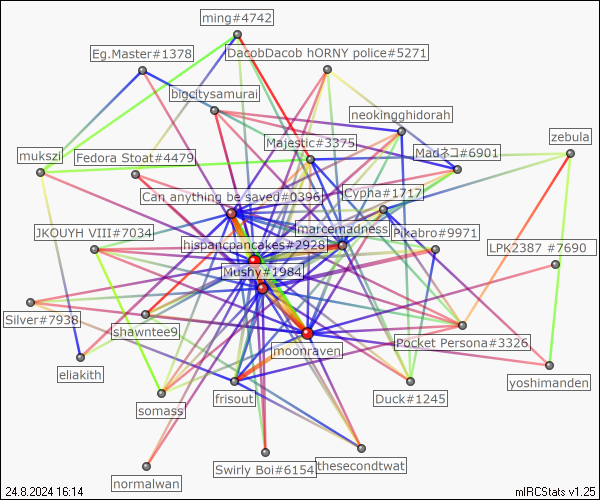 ming#4742
DacobDacob hORNY police#5271
Eg.Master#1378
bigcitysamurai
neokingghidorah
zebula
Majestic#3375
Madネコ#6901
mukszi
Fedora Stoat#4479
Can anything be saved#0396
Cypha#1717
JKOUYH VIII#7034
marcemadness
Pikabro#9971
hispancpancakes#2928
LPK2387 #7690
Mushy#1984
Silver#7938
shawntee9
moonraven
Pocket Persona#3326
eliakith
yoshimanden
somass
frisout
Duck#1245
normalwan
Swirly Boi#6154
thesecondtwat
24.8.2024 16:14
mIRCStats v1.25